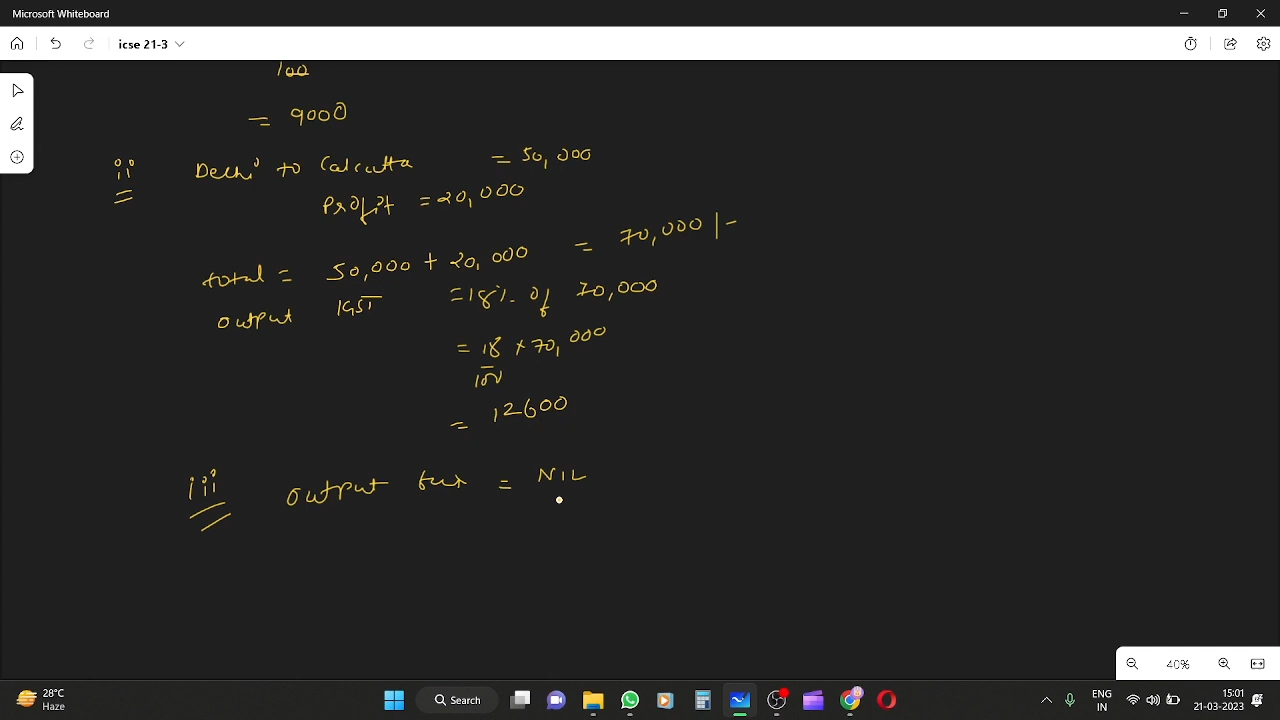 Microsoft Whiteboard
icse 21-3
100
= 9000
ii Delhi to Calcutta = 50,000
Profit = 20,000
total = 50,000 + 20,000 = 70,000 |-
output IGST = 18% of 70,000
= 18 × 70,000
100
= 12600
iii output tax = NIL
40%
28°C
Haze
Search
ENG
IN
15:01
21-03-2023